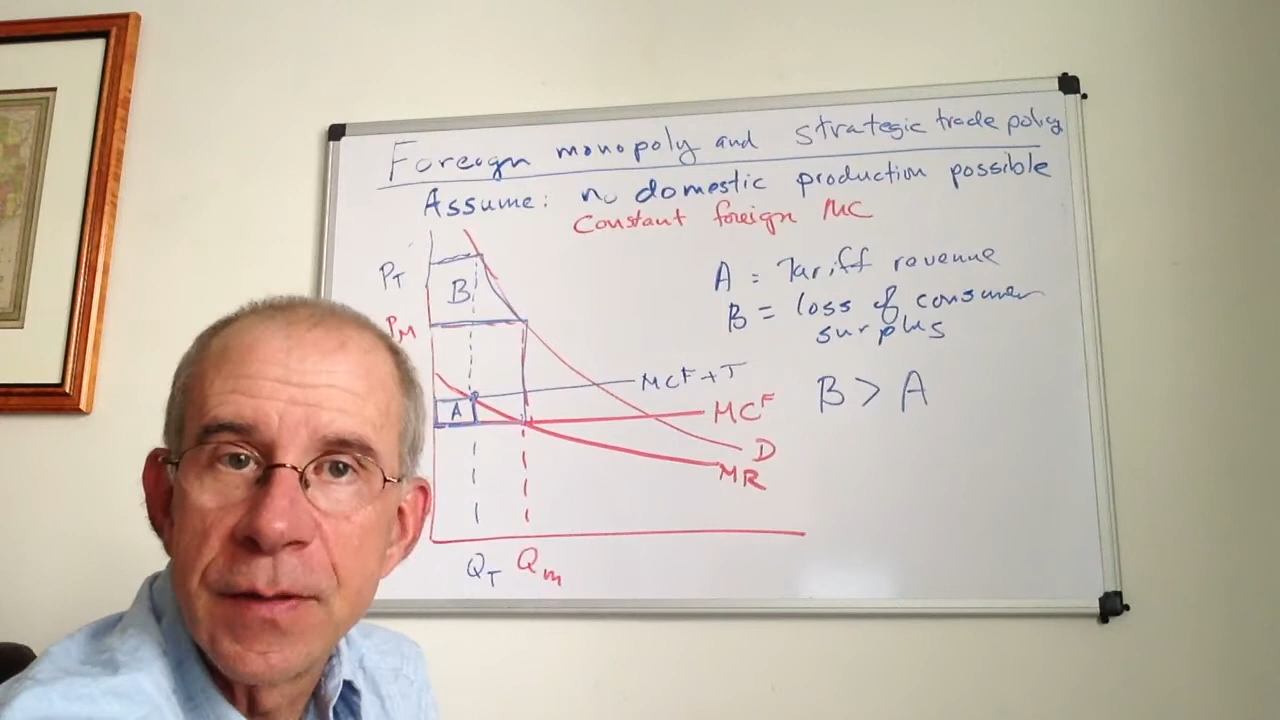 Foreign monopoly and strategic trade policy
Assume: no domestic production possible
Constant foreign MC
PT
B
PM
A
MCF+T
MCF
D
MR
QT
Qm
A = Tariff revenue
B = loss of consumer
surplus
B > A